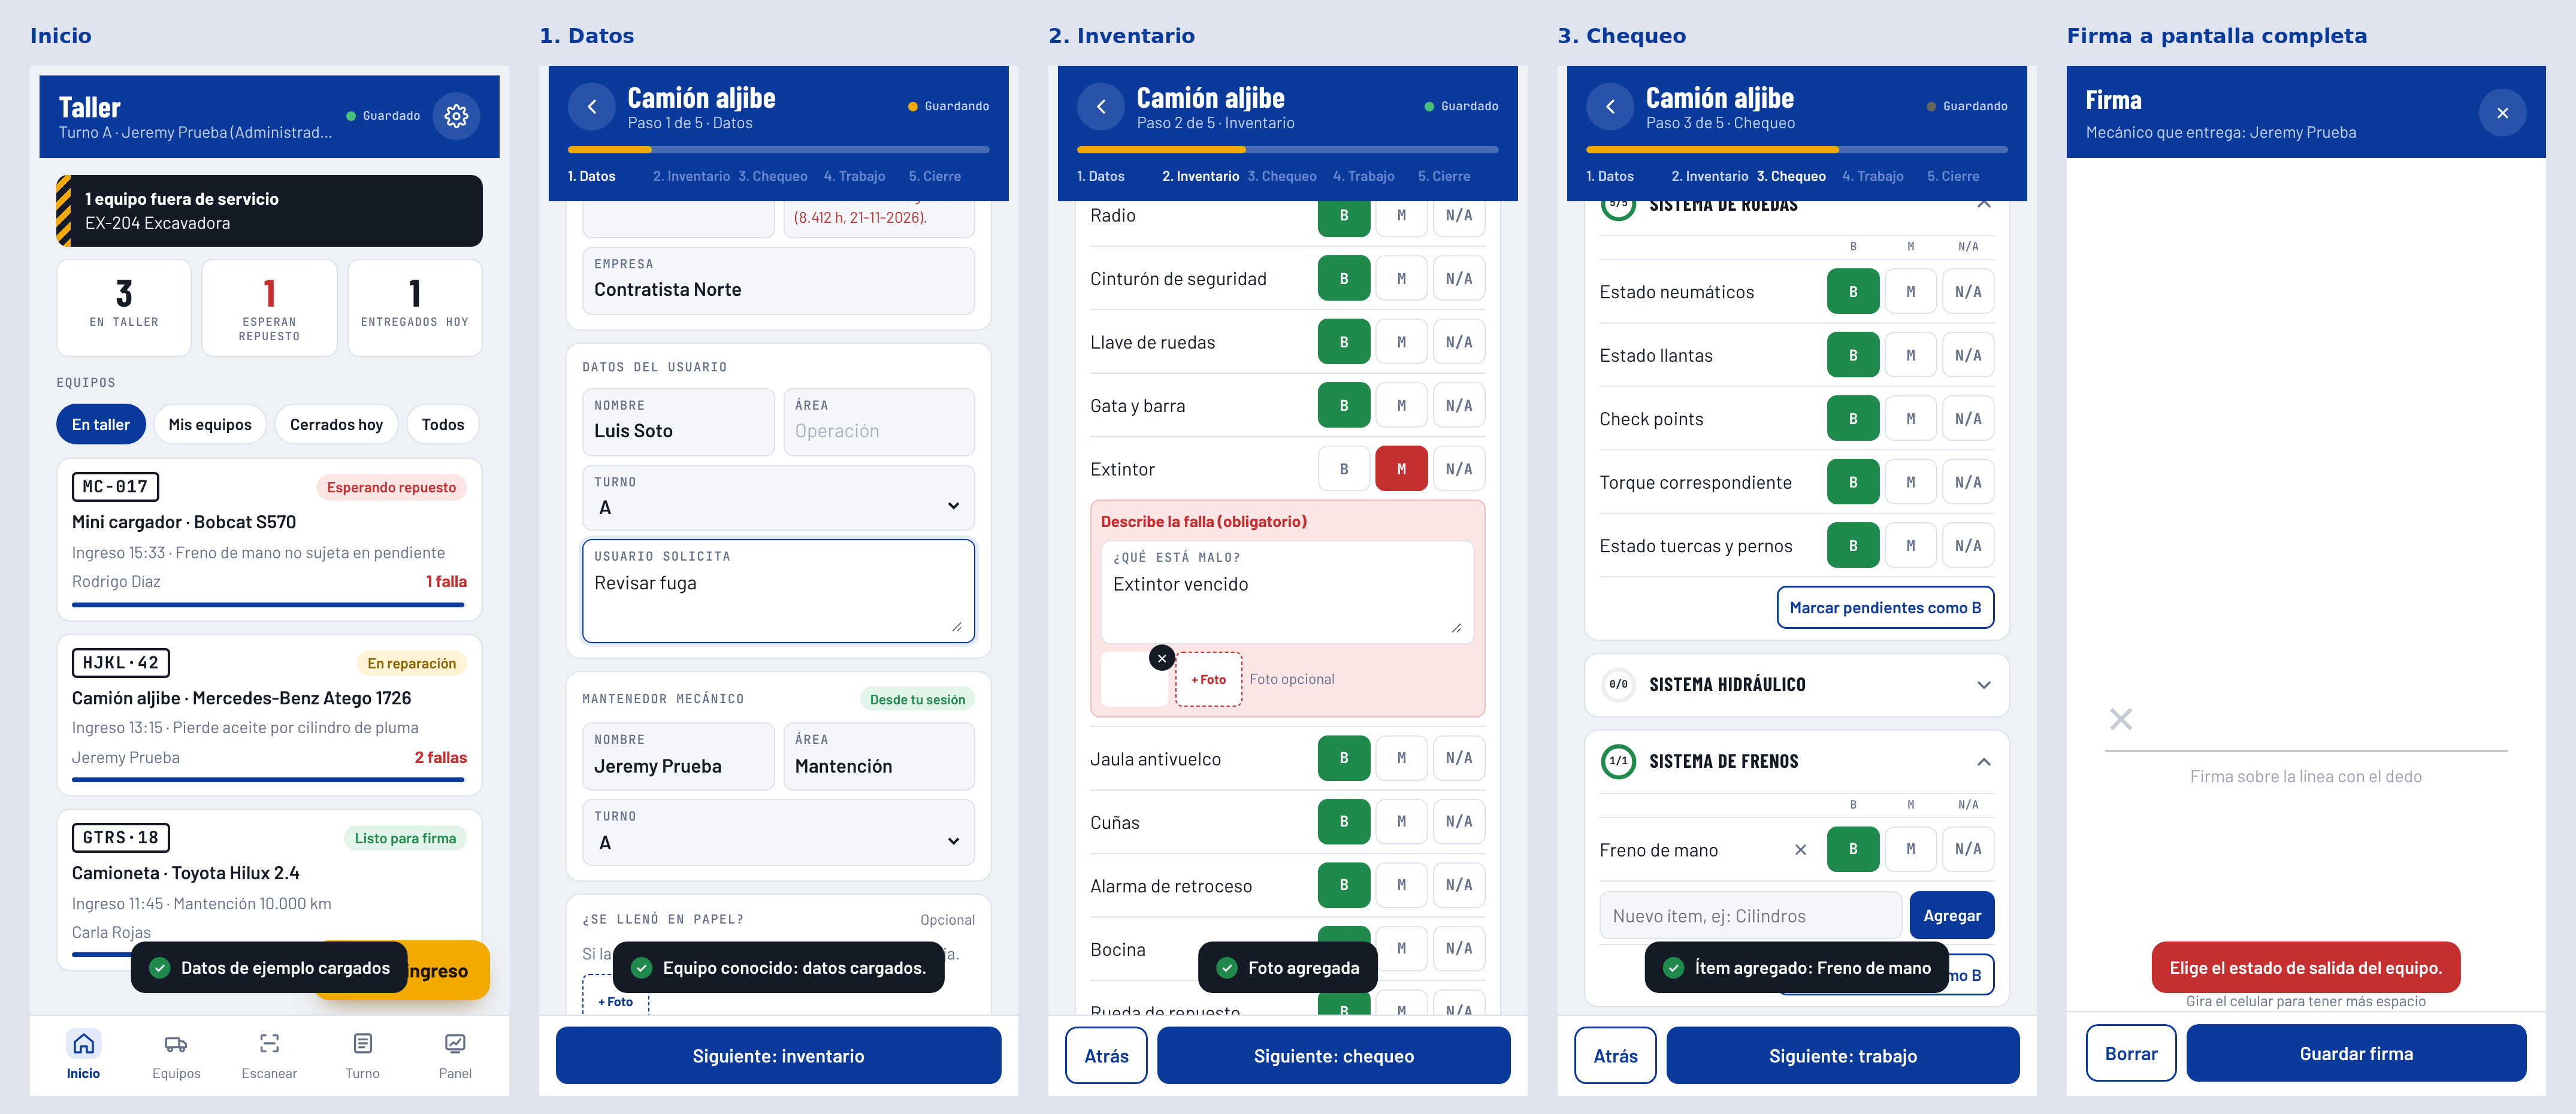 Inicio
Taller
Turno A · Jeremy Prueba (Administrad...
Guardado
1 equipo fuera de servicio
EX-204 Excavadora
3
EN TALLER
1
ESPERAN
REPUESTO
1
ENTREGADOS HOY
EQUIPOS
En taller
Mis equipos
Cerrados hoy
Todos
MC-017
Esperando repuesto
Mini cargador · Bobcat S570
Ingreso 15:33 · Freno de mano no sujeta en pendiente
Rodrigo Díaz
1 falla
HJKL·42
En reparación
Camión aljibe · Mercedes-Benz Atego 1726
Ingreso 13:15 · Pierde aceite por cilindro de pluma
Jeremy Prueba
2 fallas
GTRS·18
Listo para firma
Camioneta · Toyota Hilux 2.4
Ingreso 11:45 · Mantención 10.000 km
Carla Rojas
Datos de ejemplo cargados
ingreso
Inicio
Equipos
Escanear
Turno
Panel
1. Datos
Camión aljibe
Paso 1 de 5 · Datos
Guardando
1. Datos
2. Inventario
3. Chequeo
4. Trabajo
5. Cierre
(8.412 h, 21-11-2026).
EMPRESA
Contratista Norte
DATOS DEL USUARIO
NOMBRE
Luis Soto
ÁREA
Operación
TURNO
A
USUARIO SOLICITA
Revisar fuga
MANTENEDOR MECÁNICO
Desde tu sesión
NOMBRE
Jeremy Prueba
ÁREA
Mantención
TURNO
A
¿SE LLENÓ EN PAPEL?
Opcional
Si la
Equipo conocido: datos cargados.
+ Foto
Siguiente: inventario
2. Inventario
Camión aljibe
Paso 2 de 5 · Inventario
Guardado
1. Datos
2. Inventario
3. Chequeo
4. Trabajo
5. Cierre
Radio
B
M
N/A
Cinturón de seguridad
B
M
N/A
Llave de ruedas
B
M
N/A
Gata y barra
B
M
N/A
Extintor
B
M
N/A
Describe la falla (obligatorio)
¿QUÉ ESTÁ MALO?
Extintor vencido
+ Foto
Foto opcional
Jaula antivuelco
B
M
N/A
Cuñas
B
M
N/A
Alarma de retroceso
B
M
N/A
Bocina
M
N/A
Foto agregada
Rueda de repuesto
B
M
N/A
Atrás
Siguiente: chequeo
3. Chequeo
Camión aljibe
Paso 3 de 5 · Chequeo
Guardando
1. Datos
2. Inventario
3. Chequeo
4. Trabajo
5. Cierre
5/5
SISTEMA DE RUEDAS
B
M
N/A
Estado neumáticos
B
M
N/A
Estado llantas
B
M
N/A
Check points
B
M
N/A
Torque correspondiente
B
M
N/A
Estado tuercas y pernos
B
M
N/A
Marcar pendientes como B
0/0
SISTEMA HIDRÁULICO
1/1
SISTEMA DE FRENOS
B
M
N/A
Freno de mano
B
M
N/A
Nuevo ítem, ej: Cilindros
Agregar
Ítem agregado: Freno de mano
mo B
Atrás
Siguiente: trabajo
Firma a pantalla completa
Firma
Mecánico que entrega: Jeremy Prueba
Firma sobre la línea con el dedo
Elige el estado de salida del equipo.
Gira el celular para tener más espacio
Borrar
Guardar firma